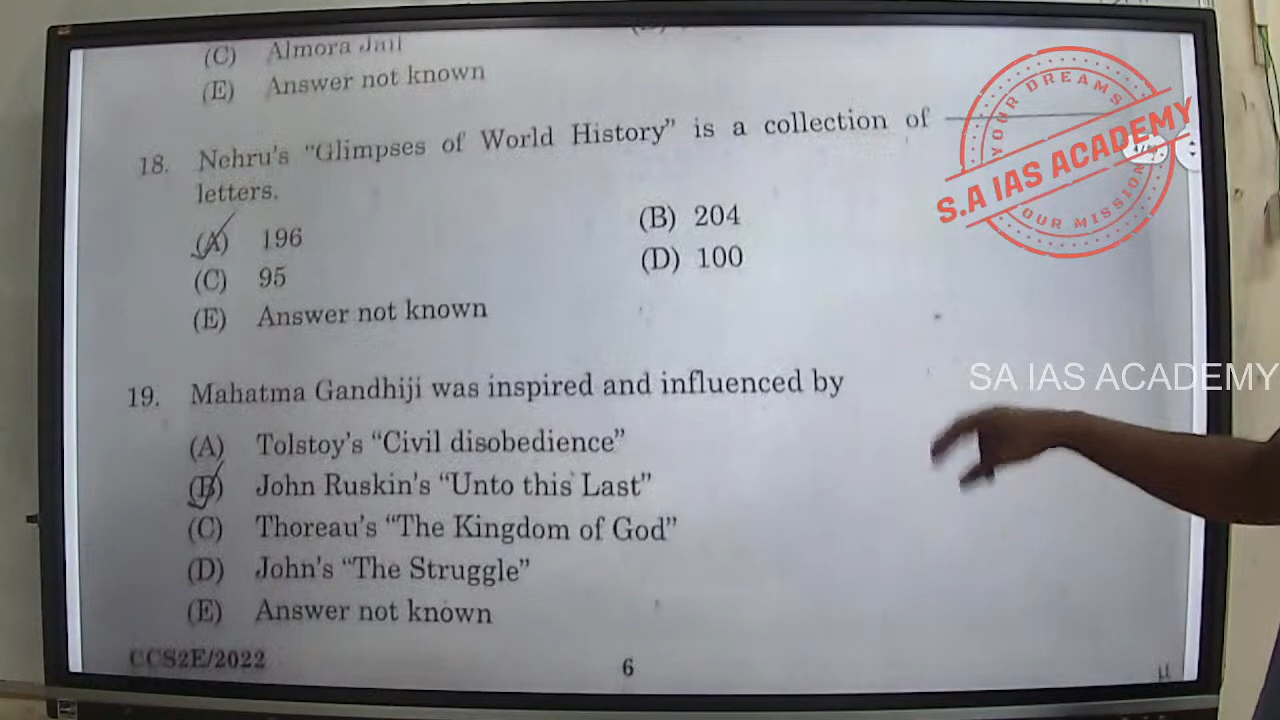 (C) Almora Jail
(E) Answer not known
18. Nehru's "Glimpses of World History" is a collection of
letters.
(A) 196 (B) 204
(C) 95 (D) 100
(E) Answer not known
19. Mahatma Gandhiji was inspired and influenced by
(A) Tolstoy's "Civil disobedience"
(B) John Ruskin's "Unto this Last"
(C) Thoreau's "The Kingdom of God"
(D) John's "The Struggle"
(E) Answer not known
CCS2E/2022 6
YOUR DREAMS
S.A IAS ACADEMY
OUR MISSION
SA IAS ACADEMY